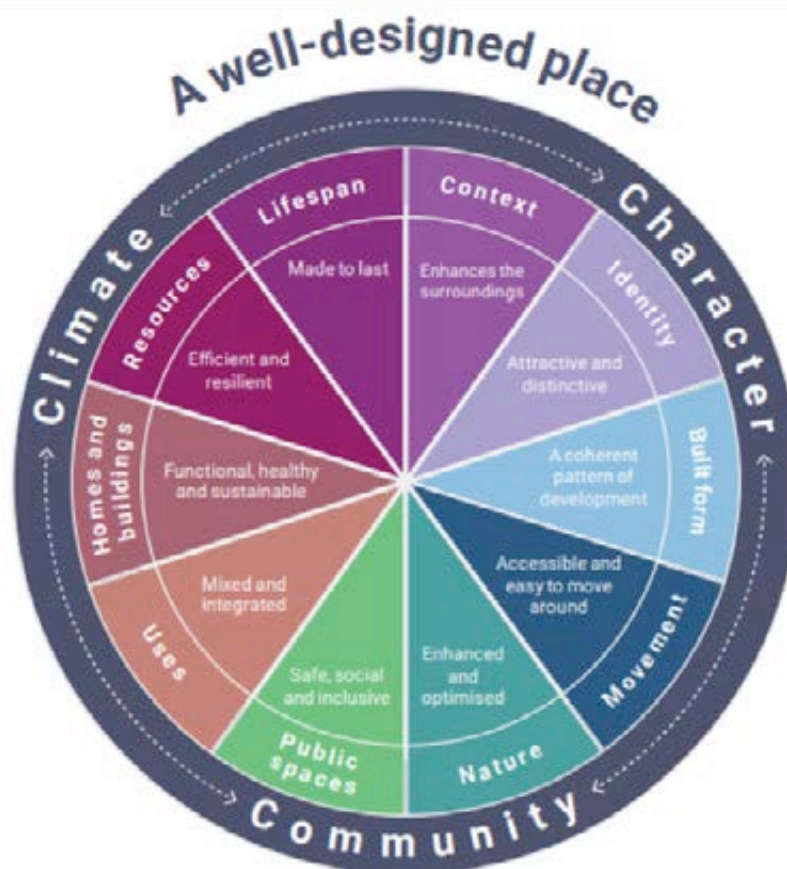 A well-designed place
Climate
Character
Community
Context
Enhances the
surroundings
Identity
Attractive and
distinctive
Built form
A coherent
pattern of
development
Movement
Accessible and
easy to move
around
Nature
Enhanced
and
optimised
Public
spaces
Safe, social
and inclusive
Uses
Mixed and
integrated
Homes and
buildings
Functional, healthy
and sustainable
Resources
Efficient and
resilient
Lifespan
Made to last